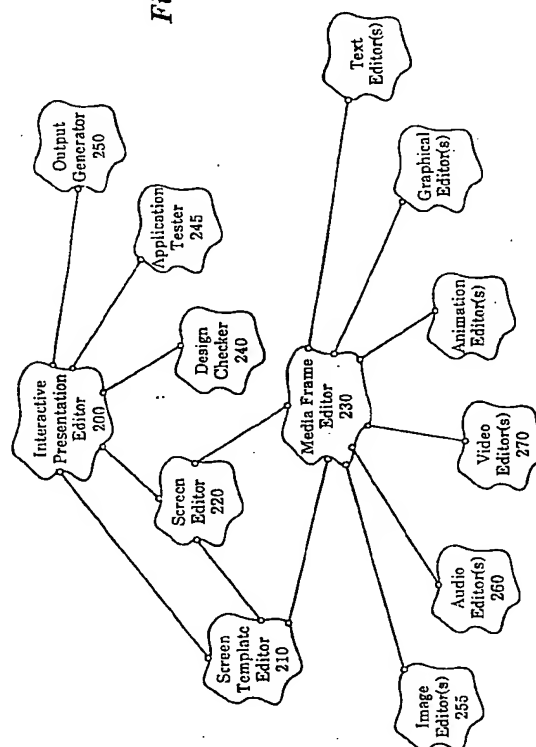 Fi
Interactive
Presentation
Editor
200
Output
Generator
250
Application
Tester
245
Design
Checker
240
Screen
Editor
220
Screen
Template
Editor
210
Media Frame
Editor
230
Text
Editor(s)
Graphical
Editor(s)
Animation
Editor(s)
Video
Editor(s)
270
Audio
Editor(s)
260
Image
Editor(s)
255